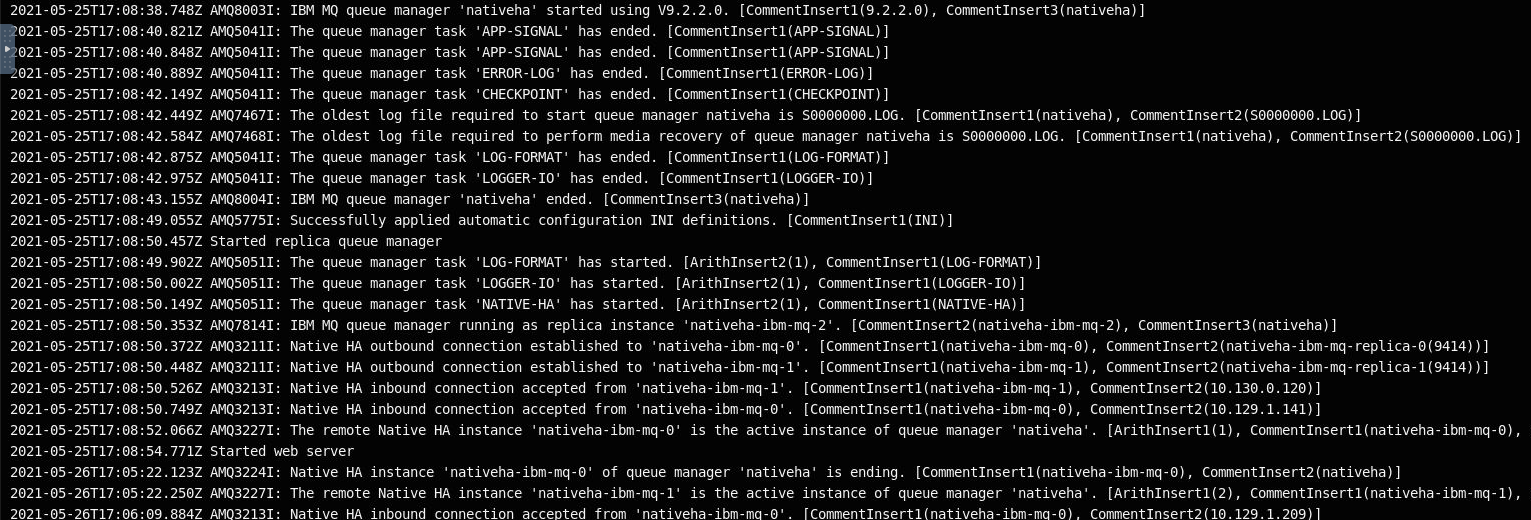 2021-05-25T17:08:38.748Z AMQ8003I: IBM MQ queue manager 'nativeha' started using V9.2.2.0. [CommentInsert1(9.2.2.0), CommentInsert3(nativeha)]
2021-05-25T17:08:40.821Z AMQ5041I: The queue manager task 'APP-SIGNAL' has ended. [CommentInsert1(APP-SIGNAL)]
2021-05-25T17:08:40.848Z AMQ5041I: The queue manager task 'APP-SIGNAL' has ended. [CommentInsert1(APP-SIGNAL)]
2021-05-25T17:08:40.889Z AMQ5041I: The queue manager task 'ERROR-LOG' has ended. [CommentInsert1(ERROR-LOG)]
2021-05-25T17:08:42.149Z AMQ5041I: The queue manager task 'CHECKPOINT' has ended. [CommentInsert1(CHECKPOINT)]
2021-05-25T17:08:42.449Z AMQ7467I: The oldest log file required to start queue manager nativeha is S0000000.LOG. [CommentInsert1(nativeha), CommentInsert2(S0000000.LOG)]
2021-05-25T17:08:42.584Z AMQ7468I: The oldest log file required to perform media recovery of queue manager nativeha is S0000000.LOG. [CommentInsert1(nativeha), CommentInsert2(S0000000.LOG)]
2021-05-25T17:08:42.875Z AMQ5041I: The queue manager task 'LOG-FORMAT' has ended. [CommentInsert1(LOG-FORMAT)]
2021-05-25T17:08:42.975Z AMQ5041I: The queue manager task 'LOGGER-IO' has ended. [CommentInsert1(LOGGER-IO)]
2021-05-25T17:08:43.155Z AMQ8004I: IBM MQ queue manager 'nativeha' ended. [CommentInsert3(nativeha)]
2021-05-25T17:08:49.055Z AMQ5775I: Successfully applied automatic configuration INI definitions. [CommentInsert1(INI)]
2021-05-25T17:08:50.457Z Started replica queue manager
2021-05-25T17:08:49.902Z AMQ5051I: The queue manager task 'LOG-FORMAT' has started. [ArithInsert2(1), CommentInsert1(LOG-FORMAT)]
2021-05-25T17:08:50.002Z AMQ5051I: The queue manager task 'LOGGER-IO' has started. [ArithInsert2(1), CommentInsert1(LOGGER-IO)]
2021-05-25T17:08:50.149Z AMQ5051I: The queue manager task 'NATIVE-HA' has started. [ArithInsert2(1), CommentInsert1(NATIVE-HA)]
2021-05-25T17:08:50.353Z AMQ7814I: IBM MQ queue manager running as replica instance 'nativeha-ibm-mq-2'. [CommentInsert2(nativeha-ibm-mq-2), CommentInsert3(nativeha)]
2021-05-25T17:08:50.372Z AMQ3211I: Native HA outbound connection established to 'nativeha-ibm-mq-0'. [CommentInsert1(nativeha-ibm-mq-0), CommentInsert2(nativeha-ibm-mq-replica-0(9414))]
2021-05-25T17:08:50.448Z AMQ3211I: Native HA outbound connection established to 'nativeha-ibm-mq-1'. [CommentInsert1(nativeha-ibm-mq-1), CommentInsert2(nativeha-ibm-mq-replica-1(9414))]
2021-05-25T17:08:50.526Z AMQ3213I: Native HA inbound connection accepted from 'nativeha-ibm-mq-1'. [CommentInsert1(nativeha-ibm-mq-1), CommentInsert2(10.130.0.120)]
2021-05-25T17:08:50.749Z AMQ3213I: Native HA inbound connection accepted from 'nativeha-ibm-mq-0'. [CommentInsert1(nativeha-ibm-mq-0), CommentInsert2(10.129.1.141)]
2021-05-25T17:08:52.066Z AMQ3227I: The remote Native HA instance 'nativeha-ibm-mq-0' is the active instance of queue manager 'nativeha'. [ArithInsert1(1), CommentInsert1(nativeha-ibm-mq-0),
2021-05-25T17:08:54.771Z Started web server
2021-05-26T17:05:22.123Z AMQ3224I: Native HA instance 'nativeha-ibm-mq-0' of queue manager 'nativeha' is ending. [CommentInsert1(nativeha-ibm-mq-0), CommentInsert2(nativeha)]
2021-05-26T17:05:22.250Z AMQ3227I: The remote Native HA instance 'nativeha-ibm-mq-1' is the active instance of queue manager 'nativeha'. [ArithInsert1(2), CommentInsert1(nativeha-ibm-mq-1),
2021-05-26T17:06:09.884Z AMQ3213I: Native HA inbound connection accepted from 'nativeha-ibm-mq-0'. [CommentInsert1(nativeha-ibm-mq-0), CommentInsert2(10.129.1.209)]